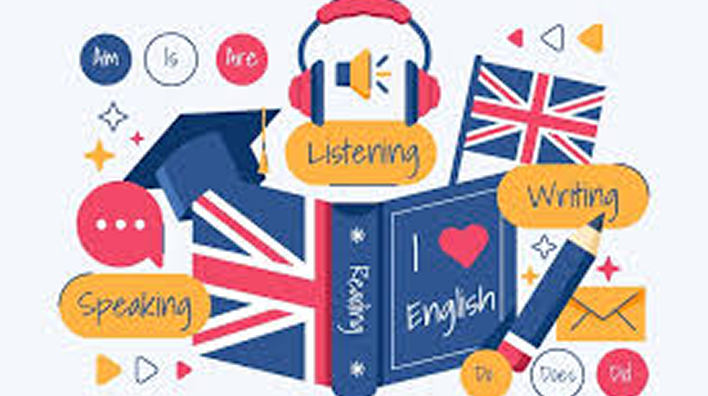 Am
Is
Are
Listening
Writing
Speaking
Reading
I
English
Do
Does
Did